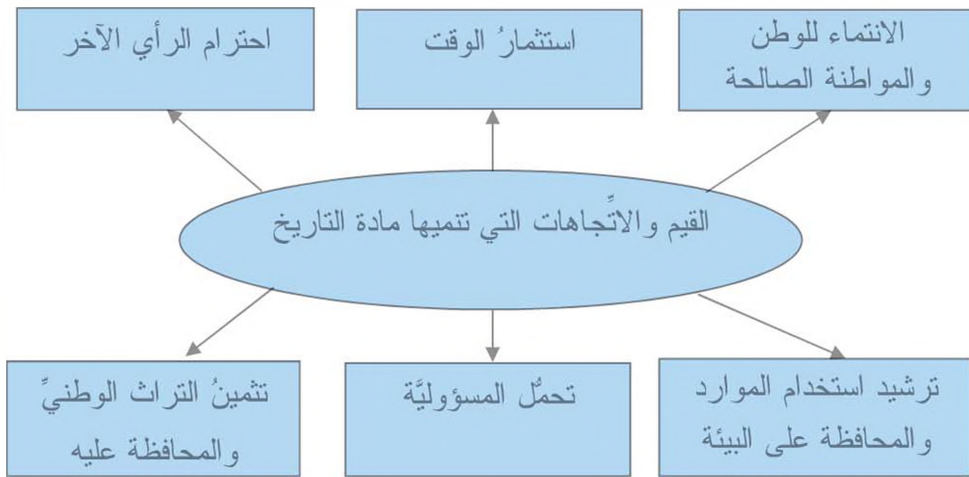 الانتماء للوطن
والمواطنة الصالحة
استثمارُ الوقت
احترام الرأي الآخر
القيم والاتِّجاهات التي تنميها مادة التاريخ
ترشيد استخدام الموارد
والمحافظة على البيئة
تحمُّل المسؤوليَّة
تثمينُ التراث الوطنيِّ
والمحافظة عليه